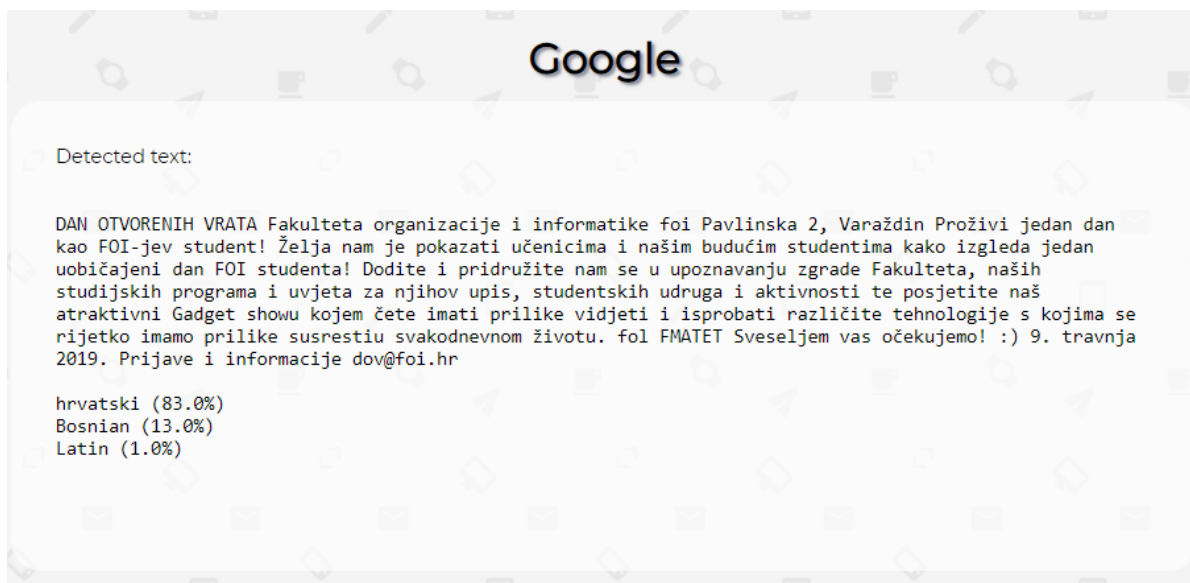 Google
Detected text:
DAN OTVORENIH VRATA Fakulteta organizacije i informatike foi Pavlinska 2, Varaždin Proživi jedan dan
kao FOI-jev student! Želja nam je pokazati učenicima i našim budućim studentima kako izgleda jedan
uobičajeni dan FOI studenta! Dodite i pridružite nam se u upoznavanju zgrade Fakulteta, naših
studijskih programa i uvjeta za njihov upis, studentskih udruga i aktivnosti te posjetite naš
atraktivni Gadget showu kojem čete imati prilike vidjeti i isprobati različite tehnologije s kojima se
rijetko imamo prilike susrestiu svakodnevnom životu. fol FMATET Sveseljem vas očekujemo! :) 9. travnja
2019. Prijave i informacije dov@foi.hr
hrvatski (83.0%)
Bosnian (13.0%)
Latin (1.0%)